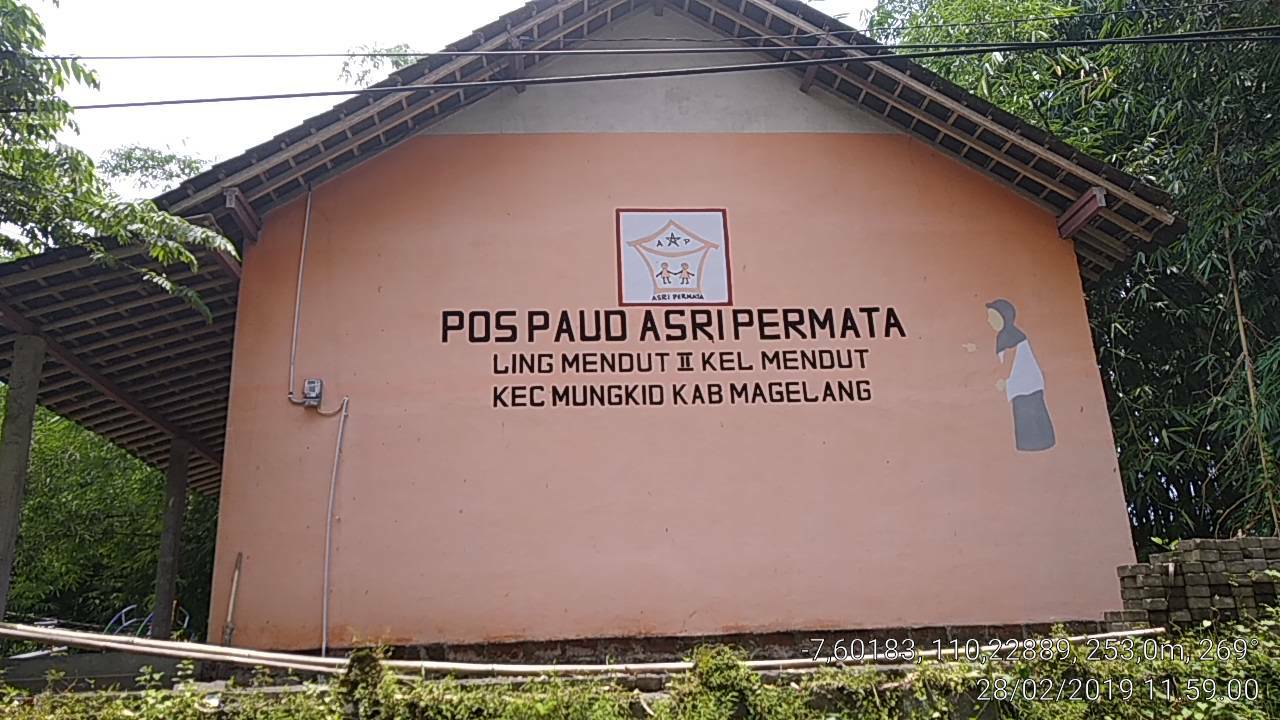 A P
ASRI PERMATA
POS PAUD ASRI PERMATA
LING MENDUT II KEL MENDUT
KEC MUNGKID KAB MAGELANG
-7,60183, 110,22889, 253,0m, 269°
28/02/2019 11.59.00